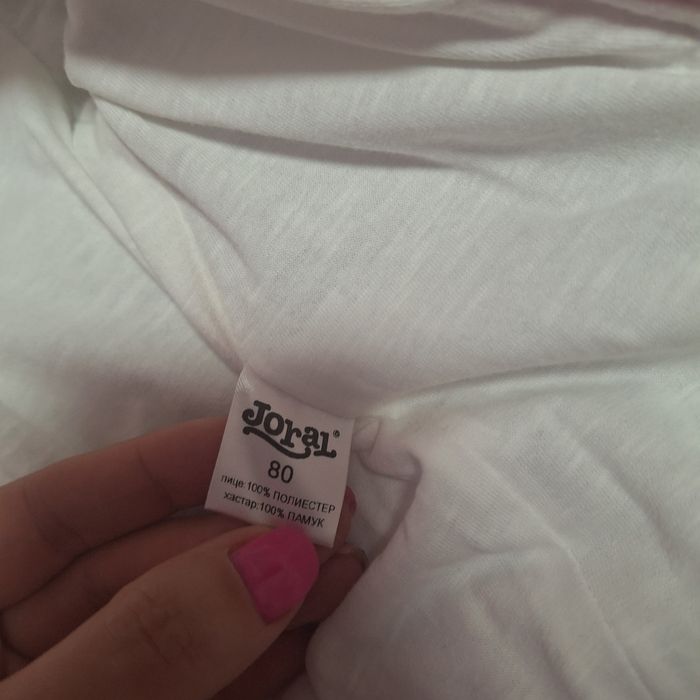 Joral®
80
лице:100% ПОЛИЕСТЕР
хастар:100% ПАМУК